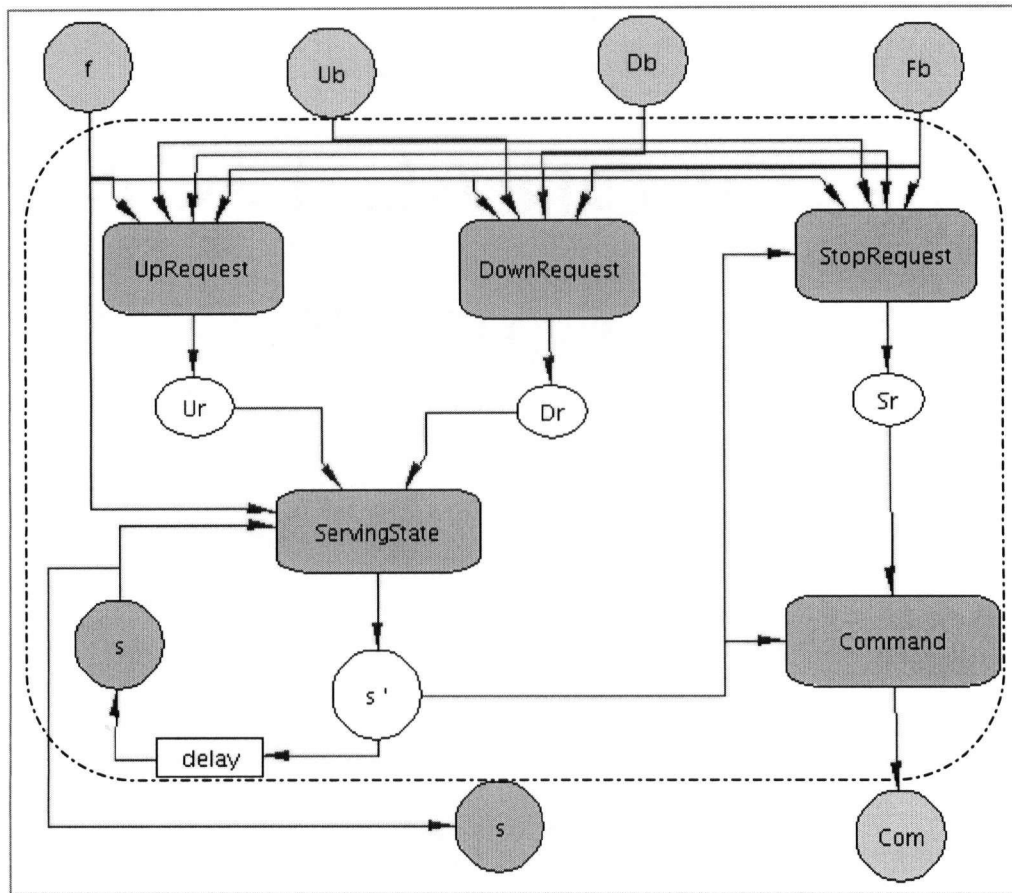 f
Ub
Db
Fb
UpRequest
DownRequest
StopRequest
Ur
Dr
Sr
ServingState
s
s '
Command
delay
s
Com